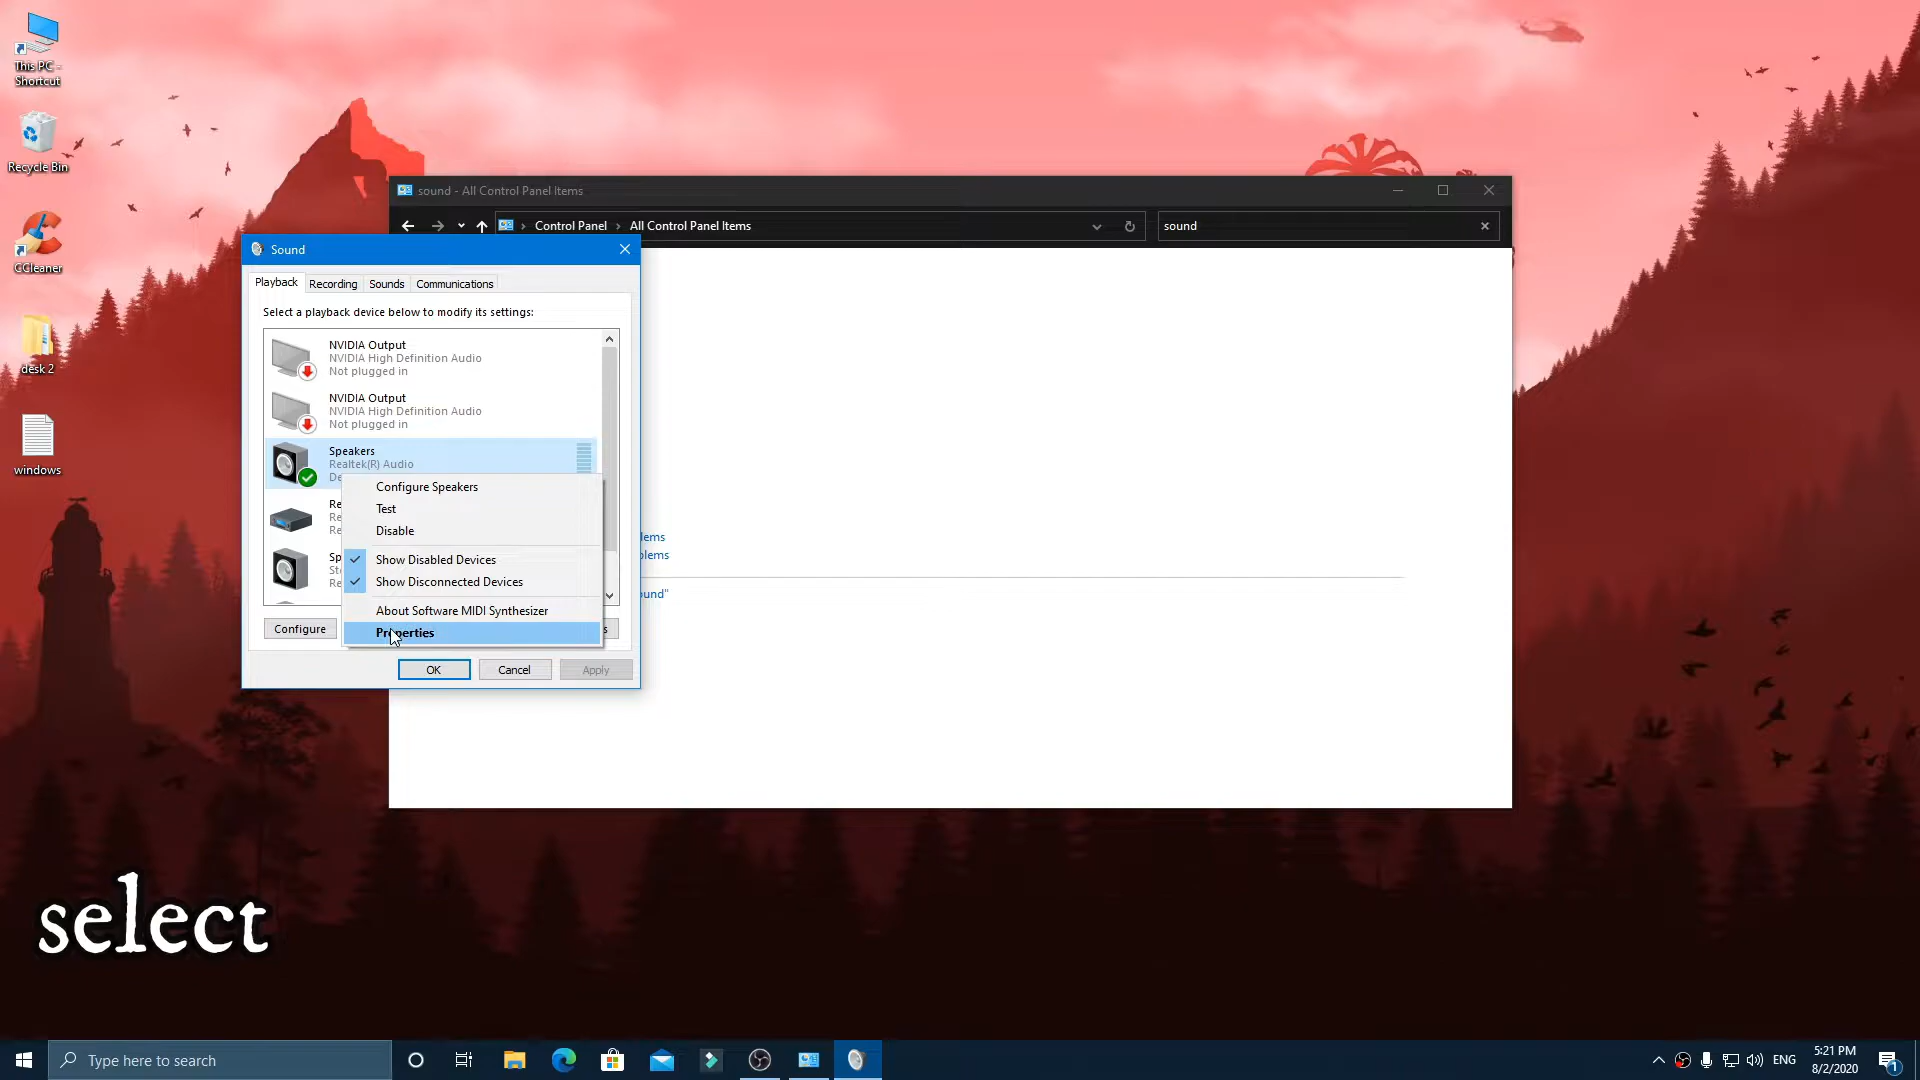 This PC -
Shortcut
Recycle Bin
CCleaner
desk 2
windows
sound - All Control Panel Items
Control Panel
All Control Panel Items
sound
Sound
Playback
Recording
Sounds
Communications
Select a playback device below to modify its settings:
NVIDIA Output
NVIDIA High Definition Audio
Not plugged in
NVIDIA Output
NVIDIA High Definition Audio
Not plugged in
Speakers
Realtek(R) Audio
De
Re
Re
Re
Sp
Ste
Re
Configure Speakers
Test
Disable
Show Disabled Devices
Show Disconnected Devices
About Software MIDI Synthesizer
Properties
Configure
s
OK
Cancel
Apply
lems
blems
ound"
select
Type here to search
ENG
5:21 PM
8/2/2020
1